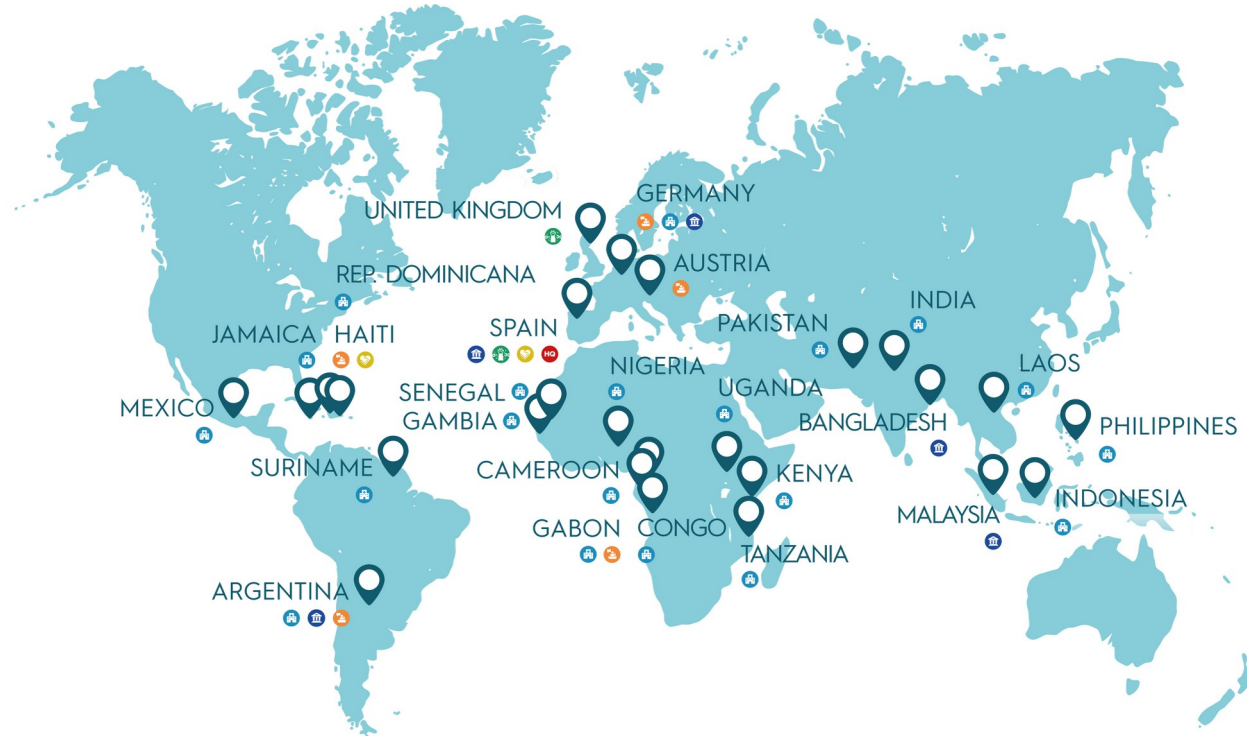 GERMANY
UNITED KINGDOM
AUSTRIA
REP. DOMINICANA
INDIA
JAMAICA
HAITI
SPAIN
HQ
PAKISTAN
NIGERIA
LAOS
SENEGAL
UGANDA
MEXICO
GAMBIA
BANGLADESH
PHILIPPINES
SURINAME
CAMEROON
KENYA
INDONESIA
MALAYSIA
GABON
CONGO
TANZANIA
ARGENTINA